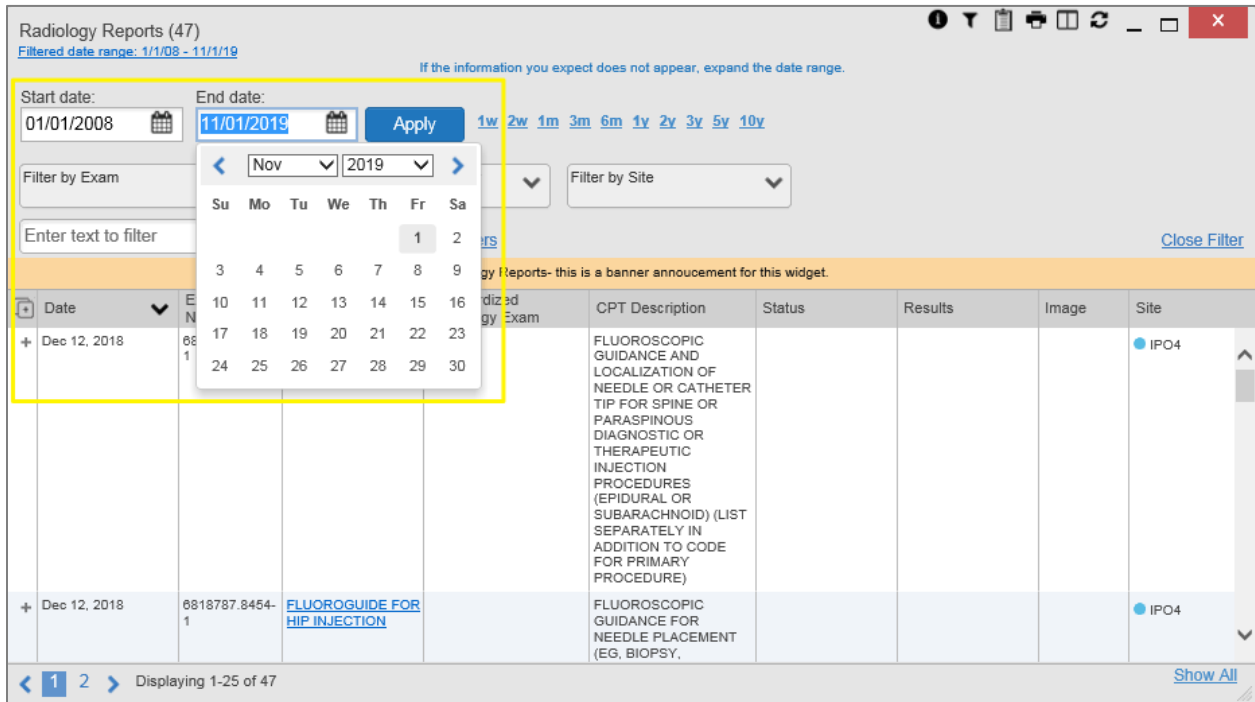 Radiology Reports (47)
Filtered date range: 1/1/08 - 11/1/19
If the information you expect does not appear, expand the date range.
Start date:
End date:
01/01/2008
11/01/2019
Apply
1w 2w 1m 3m 6m 1y 2y 3y 5y 10y
Nov 2019
Filter by Exam
Filter by Site
Su Mo Tu We Th Fr Sa
1 2
3 4 5 6 7 8 9
10 11 12 13 14 15 16
17 18 19 20 21 22 23
24 25 26 27 28 29 30
Enter text to filter
Close Filter
Reports- this is a banner annoucement for this widget.
Date
Exam
CPT Description
Status
Results
Image
Site
+ Dec 12, 2018
1
FLUOROSCOPIC
GUIDANCE AND
LOCALIZATION OF
NEEDLE OR CATHETER
TIP FOR SPINE OR
PARASPINOUS
DIAGNOSTIC OR
THERAPEUTIC
INJECTION
PROCEDURES
(EPIDURAL OR
SUBARACHNOID) (LIST
SEPARATELY IN
ADDITION TO CODE
FOR PRIMARY
PROCEDURE)
IPO4
+ Dec 12, 2018
6818787.8454-
1
FLUOROGUIDE FOR
HIP INJECTION
FLUOROSCOPIC
GUIDANCE FOR
NEEDLE PLACEMENT
(EG, BIOPSY,
IPO4
1 2
Displaying 1-25 of 47
Show All